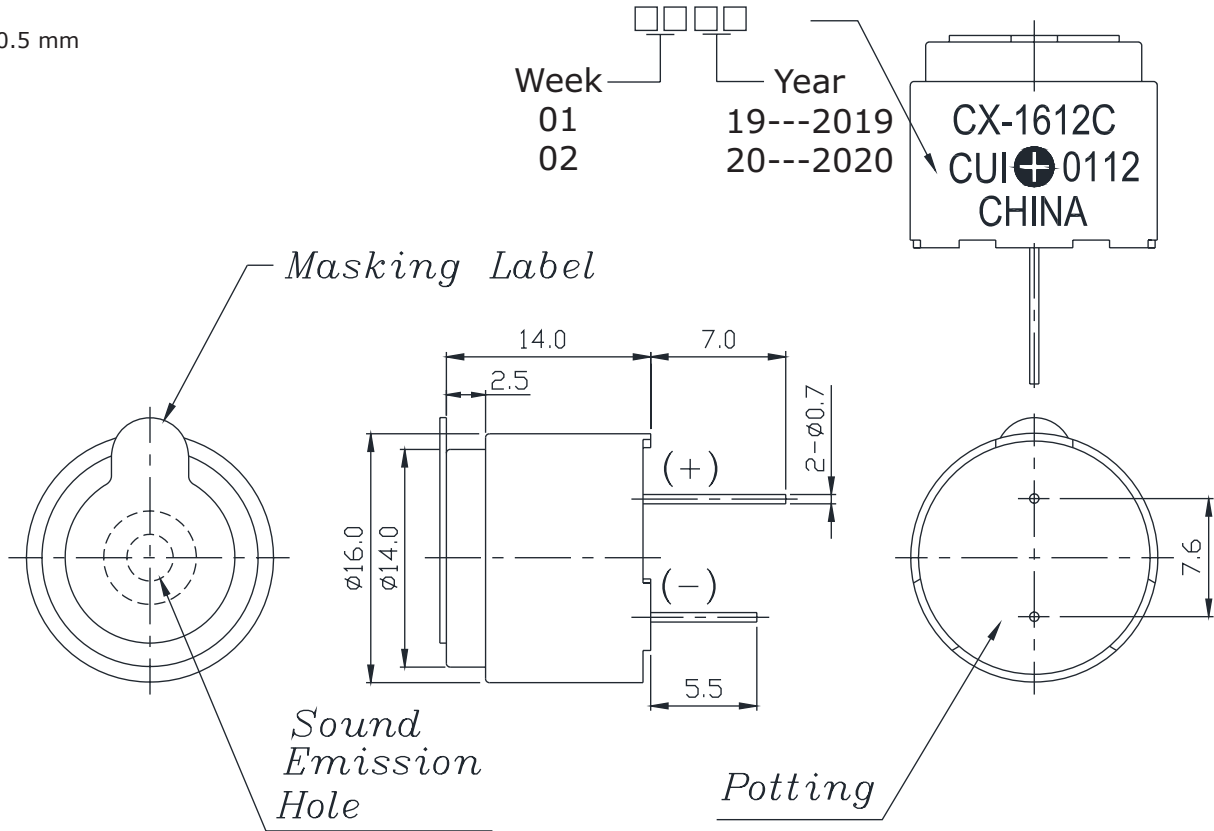 0.5 mm
□□□□
Week Year
01 19---2019
02 20---2020
CX-1612C
CUI 0112
CHINA
Masking Label
14.0
7.0
2.5
2-ø0.7
(+)
ø16.0
ø14.0
(-)
7.6
5.5
Sound
Emission
Hole
Potting